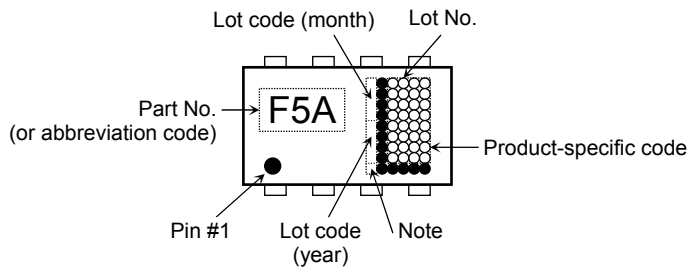 Lot code (month)
Lot No.
Part No.
(or abbreviation code)
F5A
Product-specific code
Pin #1
Lot code
(year)
Note